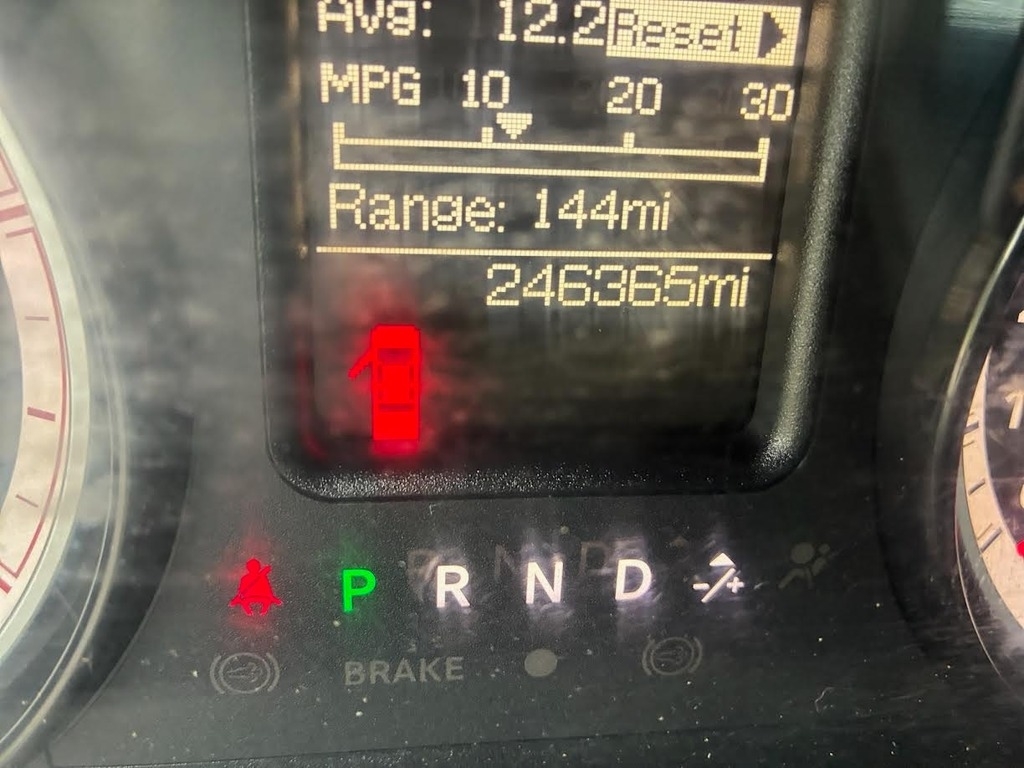 Avg: 12.2 Reset
MPG 10 20 30
Range: 144mi
246365mi
P R N D -/+
BRAKE